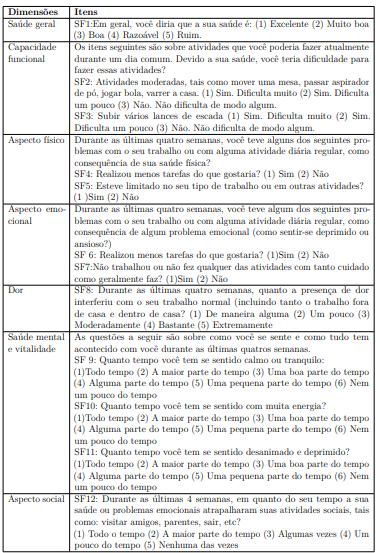 Dimensões Itens
Saúde geral SF1:Em geral, você diria que a sua saúde é: (1) Excelente (2) Muito boa
(3) Boa (4) Razoável (5) Ruim.
Capacidade Os itens seguintes são sobre atividades que você poderia fazer atualmente
funcional durante um dia comum. Devido a sua saúde, você teria dificuldade para
fazer essas atividades?
SF2: Atividades moderadas, tais como mover uma mesa, passar aspirador
de pó, jogar bola, varrer a casa. (1) Sim. Dificulta muito (2) Sim. Dificulta
um pouco (3) Não. Não dificulta de modo algum.
SF3: Subir vários lances de escada (1) Sim. Dificulta muito (2) Sim.
Dificulta um pouco (3) Não. Não dificulta de modo algum.
Aspecto físico Durante as últimas quatro semanas, você teve alguns dos seguintes pro-
blemas com o seu trabalho ou com alguma atividade diária regular, como
consequência de sua saúde física?
SF4: Realizou menos tarefas do que gostaria? (1) Sim (2) Não
SF5: Esteve limitado no seu tipo de trabalho ou em outras atividades?
(1 )Sim (2) Não
Aspecto emo- Durante as últimas quatro semanas, você teve algum dos seguintes pro-
cional blemas com o seu trabalho ou com alguma atividade diária regular, como
consequência de algum problema emocional (como sentir-se deprimido ou
ansioso?)
SF 6: Realizou menos tarefas do que gostaria? (1)Sim (2) Não
SF7:Não trabalhou ou não fez qualquer das atividades com tanto cuidado
como geralmente faz? (1)Sim (2) Não
Dor SF8: Durante as últimas quatro semanas, quanto a presença de dor
interferiu com o seu trabalho normal (incluindo tanto o trabalho fora
de casa e dentro de casa? (1) De maneira alguma (2) Um pouco (3)
Moderadamente (4) Bastante (5) Extremamente
Saúde mental As questões a seguir são sobre como você se sente e como tudo tem
e vitalidade acontecido com você durante as últimas quatro semanas.
SF 9: Quanto tempo você tem se sentido calmo ou tranquilo:
(1)Todo tempo (2) A maior parte do tempo (3) Uma boa parte do tempo
(4) Alguma parte do tempo (5) Uma pequena parte do tempo (6) Nem
um pouco do tempo
SF10: Quanto tempo você tem se sentido com muita energia?
(1)Todo tempo (2) A maior parte do tempo (3) Uma boa parte do tempo
(4) Alguma parte do tempo (5) Uma pequena parte do tempo (6) Nem
um pouco do tempo
SF11: Quanto tempo você tem se sentido desanimado e deprimido?
(1)Todo tempo (2) A maior parte do tempo (3) Uma boa parte do tempo
(4) Alguma parte do tempo (5) Uma pequena parte do tempo (6) Nem
um pouco do tempo
Aspecto social SF12: Durante as últimas 4 semanas, em quanto do seu tempo a sua
saúde ou problemas emocionais atrapalharam suas atividades sociais, tais
como: visitar amigos, parentes, sair, etc?
(1) Todo o tempo (2) A maior parte do tempo (3) Algumas vezes (4) Um
pouco do tempo (5) Nenhuma das vezes